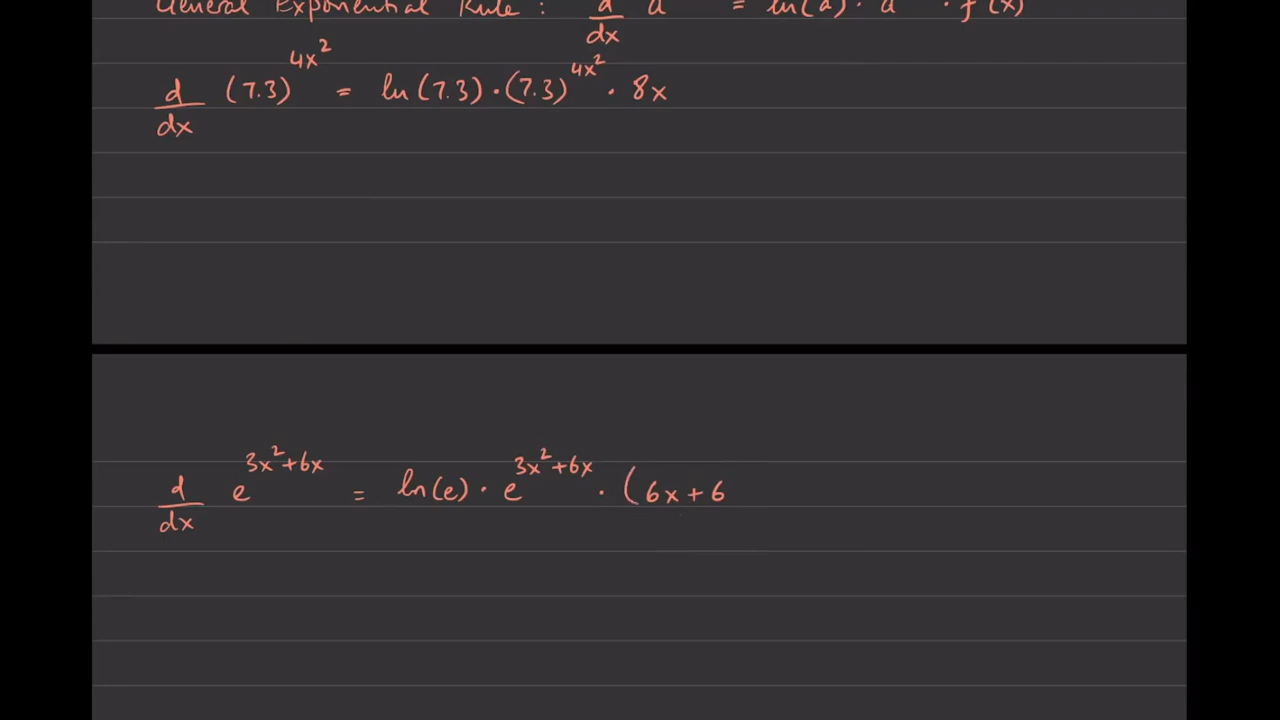 General Exponential Rule : d/dx a = ln(a) · a · f'(x)
d/dx (7.3)^4x² = ln(7.3) · (7.3)^4x² · 8x
d/dx e^3x²+6x = ln(e) · e^3x²+6x · (6x+6